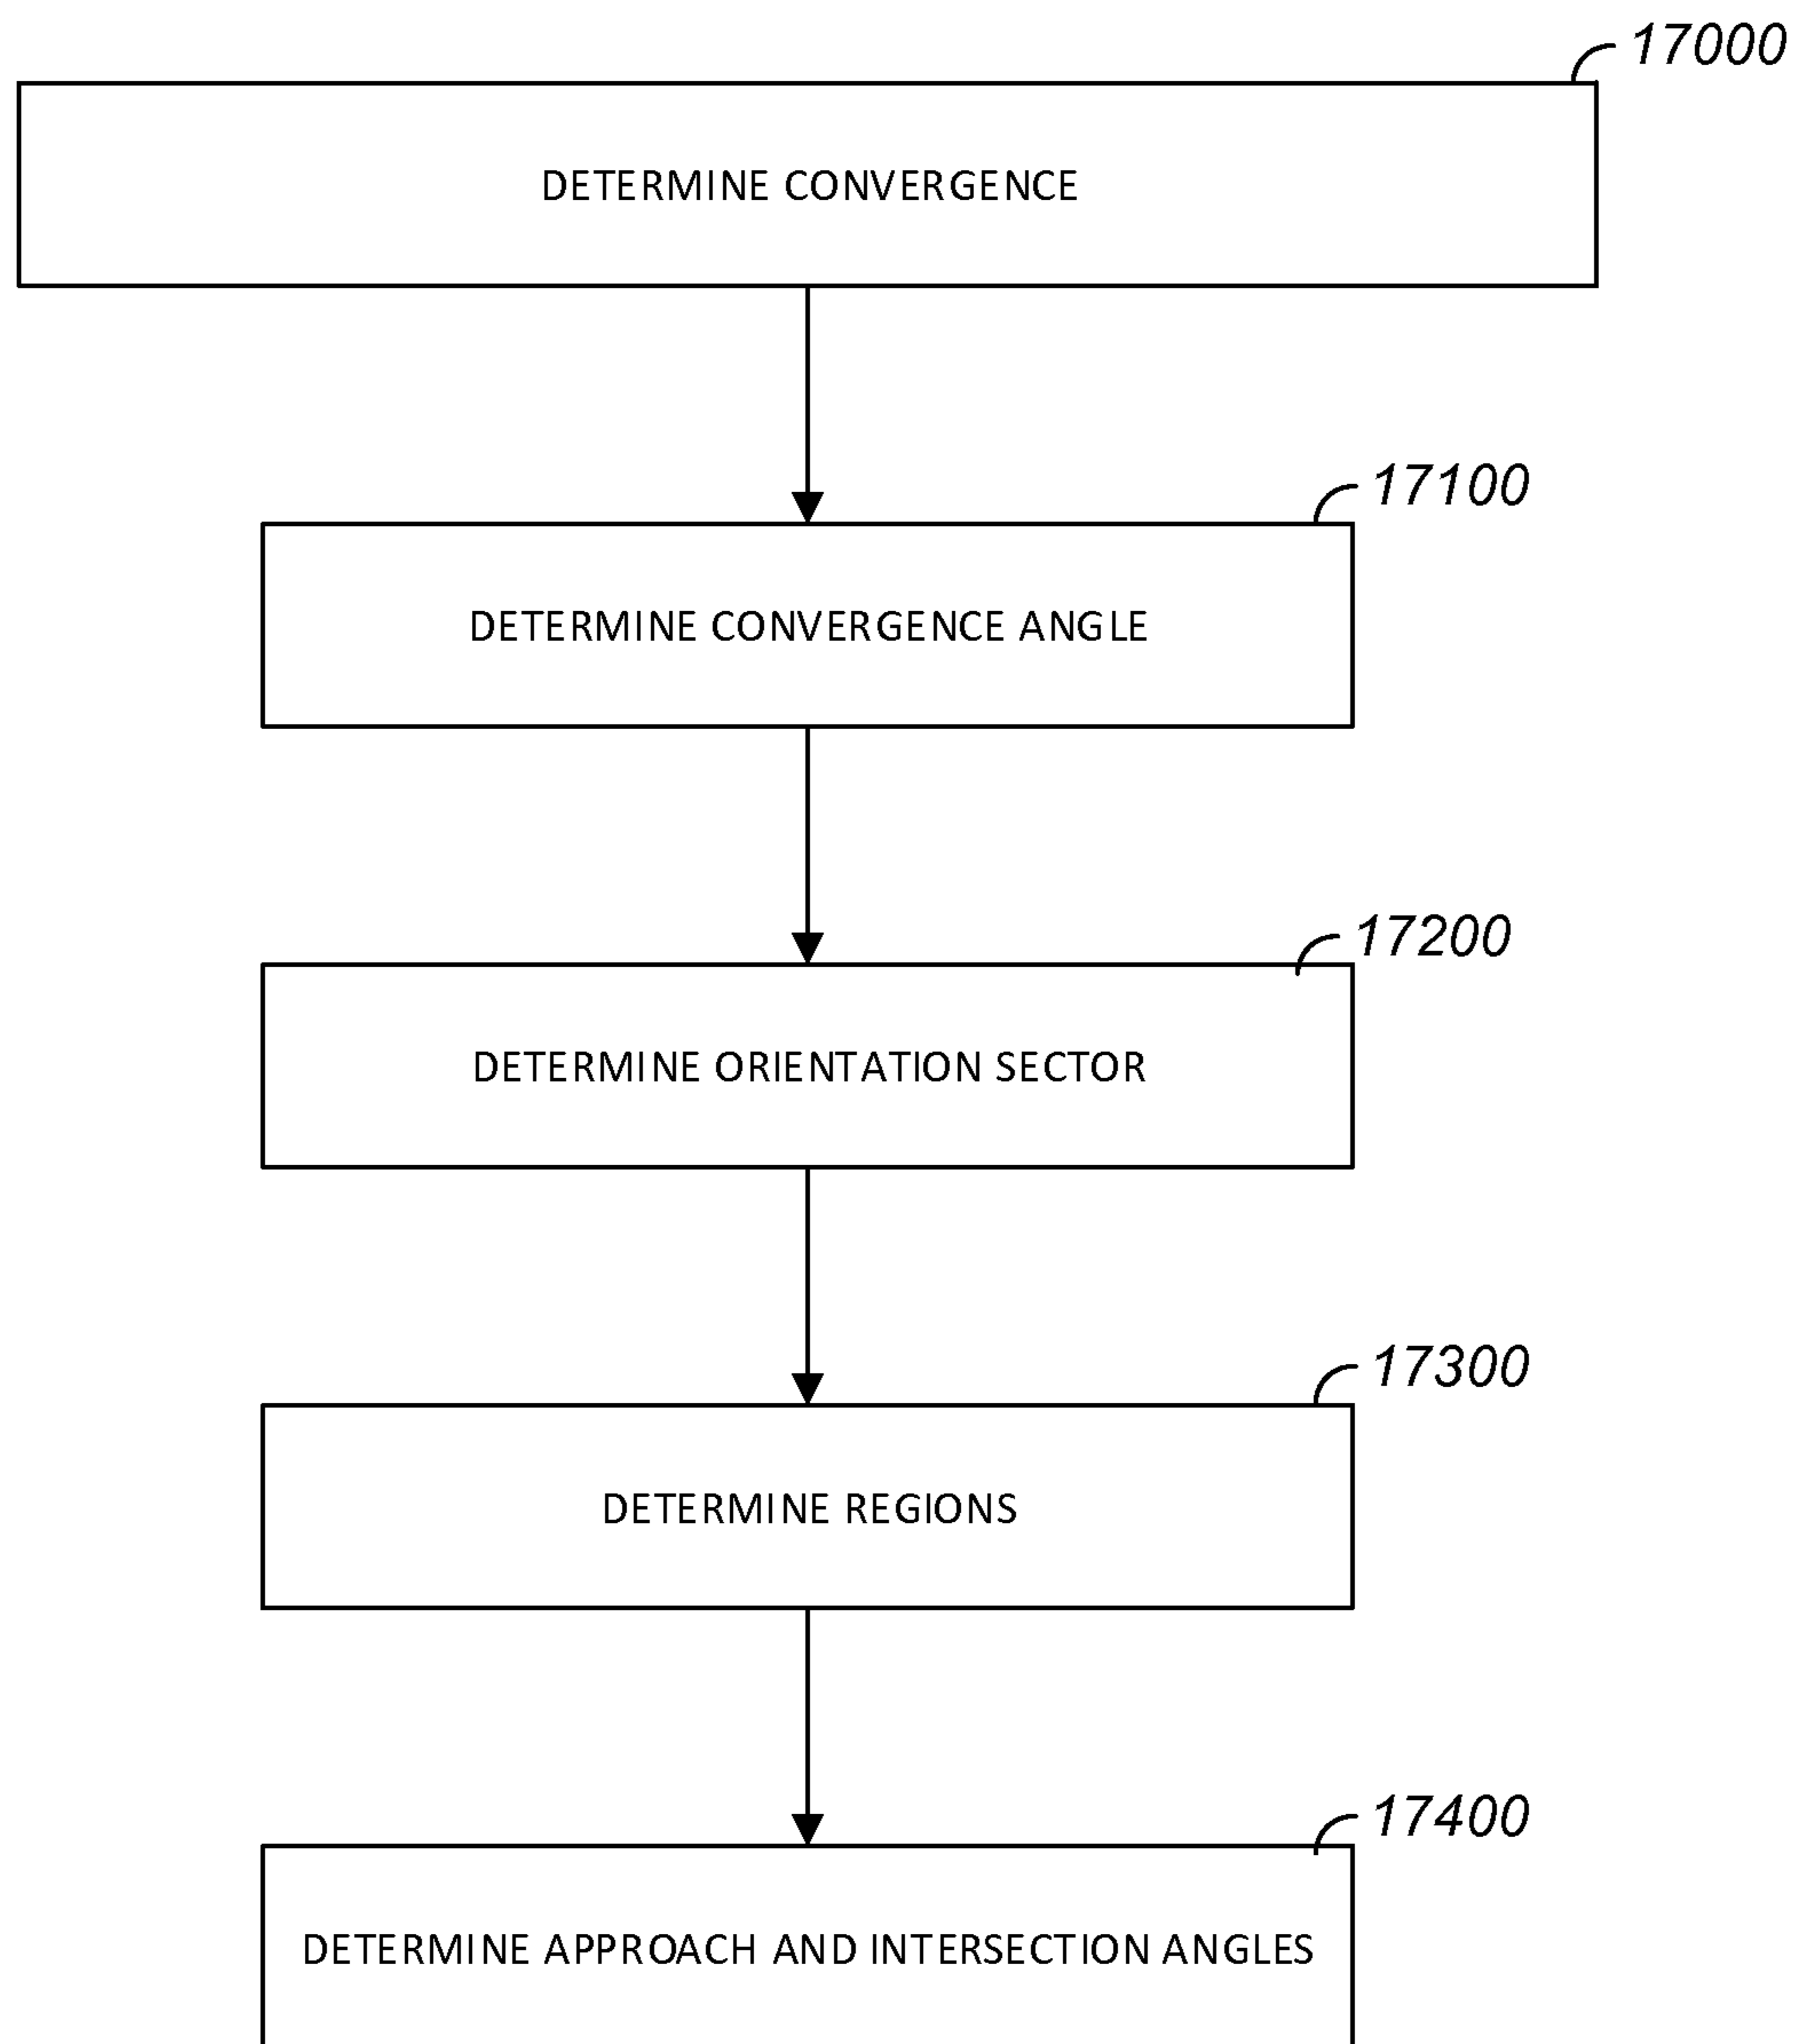 17000
DETERMINE CONVERGENCE
17100
DETERMINE CONVERGENCE ANGLE
17200
DETERMINE ORIENTATION SECTOR
17300
DETERMINE REGIONS
17400
DETERMINE APPROACH AND INTERSECTION ANGLES